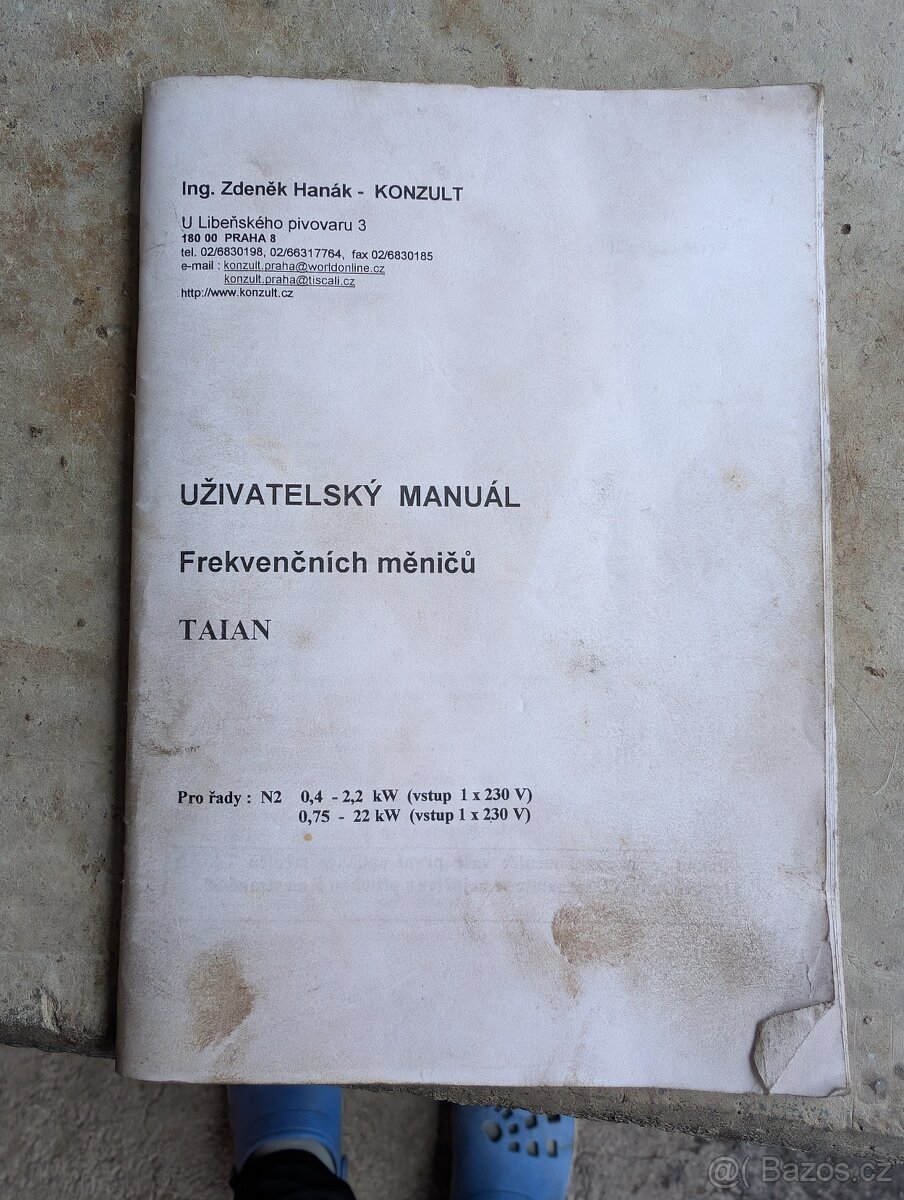 Ing. Zdeněk Hanák - KONZULT
U Libeňského pivovaru 3
180 00 PRAHA 8
tel. 02/6830198, 02/66317764, fax 02/6830185
e-mail : konzult.praha@worldonline.cz
konzult.praha@tiscali.cz
http://www.konzult.cz
UŽIVATELSKÝ MANUÁL
Frekvenčních měničů
TAIAN
Pro řady : N2 0,4 - 2,2 kW (vstup 1 x 230 V)
0,75 - 22 kW (vstup 1 x 230 V)
@( Bazos.cz